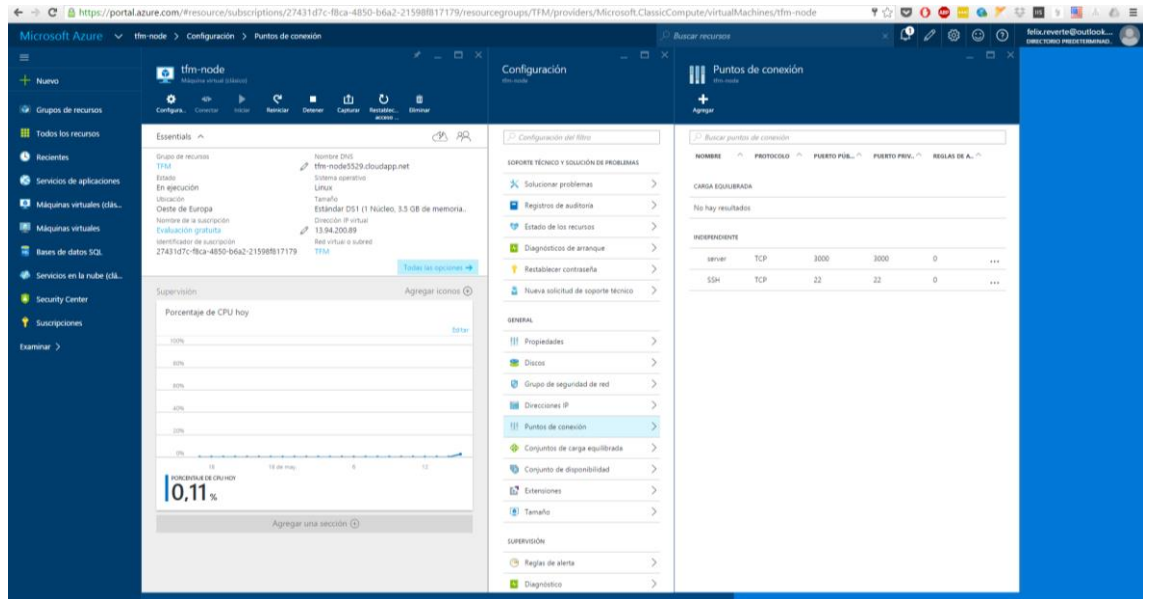 https://portal.azure.com/#resource/subscriptions/27431d7c-f8ca-4850-b6a2-21598f817179/resourcegroups/TFM/providers/Microsoft.ClassicCompute/virtualMachines/tfm-node
Microsoft Azure tfm-node > Configuración > Puntos de conexión
Buscar recursos
felix.reverte@outlook....
DIRECTORIO PREDETERMINAD..
Nuevo
Grupos de recursos
Todos los recursos
Recientes
Servicios de aplicaciones
Máquinas virtuales (clás...
Máquinas virtuales
Bases de datos SQL
Servicios en la nube (clá...
Security Center
Suscripciones
Examinar >
tfm-node
Máquina virtual (clásico)
Configura.. Conectar Iniciar Reiniciar Detener Capturar Restablec... acceso ... Eliminar
Essentials
Grupo de recursos
TFM
Estado
En ejecución
Ubicación
Oeste de Europa
Nombre de la suscripción
Evaluación gratuita
Identificador de suscripción
27431d7c-f8ca-4850-b6a2-21598f817179
Nombre DNS
tfm-node5529.cloudapp.net
Sistema operativo
Linux
Tamaño
Estándar DS1 (1 Núcleo, 3.5 GB de memoria..
Dirección IP virtual
13.94.200.89
Red virtual o subred
TFM
Todas las opciones
Supervisión
Agregar iconos
Porcentaje de CPU hoy
Editar
100%
80%
60%
40%
20%
0%
18 18 de may. 6 12
PORCENTAJE DE CPU HOY
0,11 %
Agregar una sección
Configuración
tfm-node
Configuración del filtro
SOPORTE TÉCNICO Y SOLUCIÓN DE PROBLEMAS
Solucionar problemas
Registros de auditoría
Estado de los recursos
Diagnósticos de arranque
Restablecer contraseña
Nueva solicitud de soporte técnico
GENERAL
Propiedades
Discos
Grupo de seguridad de red
Direcciones IP
Puntos de conexión
Conjuntos de carga equilibrada
Conjunto de disponibilidad
Extensiones
Tamaño
SUPERVISIÓN
Reglas de alerta
Diagnóstico
Puntos de conexión
tfm-node
Agregar
Buscar puntos de conexión
NOMBRE PROTOCOLO PUERTO PÚB... PUERTO PRIV.. REGLAS DE A..
CARGA EQUILIBRADA
No hay resultados
INDEPENDIENTE
server TCP 3000 3000 0 ...
SSH TCP 22 22 0 ...